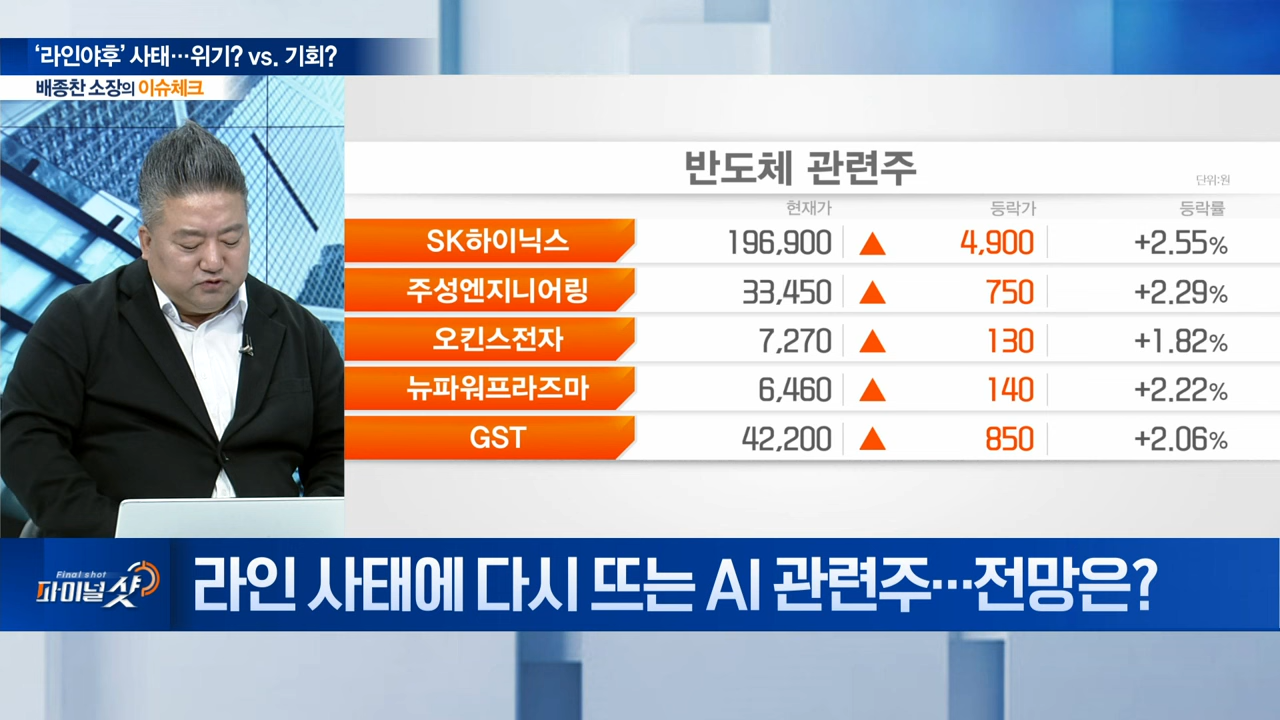 ‘라인야후’ 사태…위기? vs. 기회?
배종찬 소장의 이슈체크
반도체 관련주
단위:원
현재가 등락가 등락률
SK하이닉스 196,900 ▲ 4,900 +2.55%
주성엔지니어링 33,450 ▲ 750 +2.29%
오킨스전자 7,270 ▲ 130 +1.82%
뉴파워프라즈마 6,460 ▲ 140 +2.22%
GST 42,200 ▲ 850 +2.06%
Final shot
파이널샷
라인 사태에 다시 뜨는 AI 관련주…전망은?